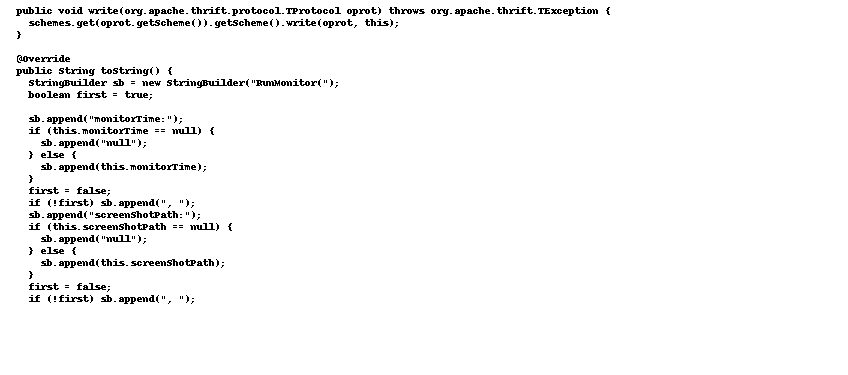 public void write(org.apache.thrift.protocol.TProtocol oprot) throws org.apache.thrift.TException {
  schemes.get(oprot.getScheme()).getScheme().write(oprot, this);
}

@Override
public String toString() {
  StringBuilder sb = new StringBuilder("RunMonitor(");
  boolean first = true;

  sb.append("monitorTime:");
  if (this.monitorTime == null) {
    sb.append("null");
  } else {
    sb.append(this.monitorTime);
  }
  first = false;
  if (!first) sb.append(", ");
  sb.append("screenShotPath:");
  if (this.screenShotPath == null) {
    sb.append("null");
  } else {
    sb.append(this.screenShotPath);
  }
  first = false;
  if (!first) sb.append(", ");